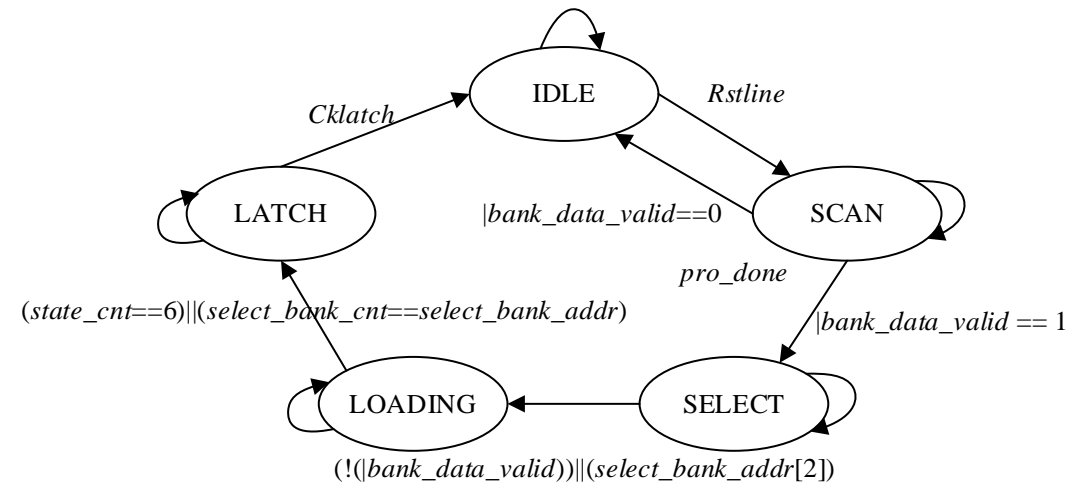 IDLE
Rstline
Cklatch
LATCH
SCAN
|bank_data_valid==0
pro_done
(state_cnt==6)||(select_bank_cnt==select_bank_addr)
|bank_data_valid == 1
LOADING
SELECT
(!(|bank_data_valid))||(select_bank_addr[2])